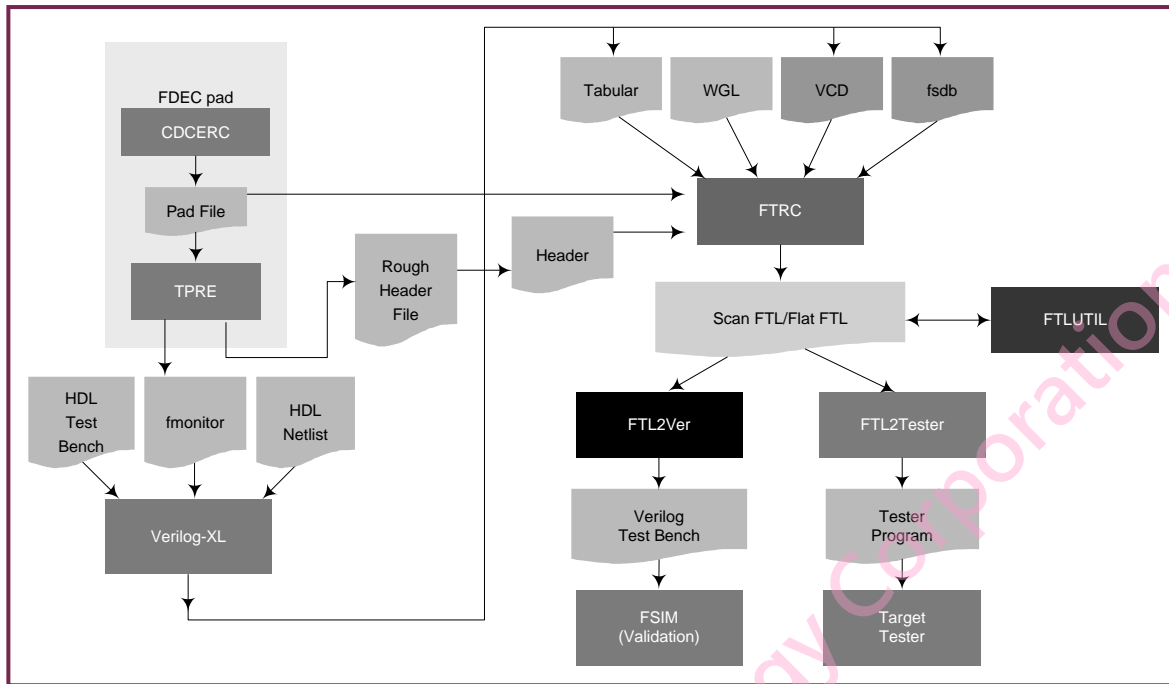 FDEC pad
CDCERC
Pad File
TPRE
Rough
Header
File
Header
Tabular
WGL
VCD
fsdb
FTRC
Scan FTL/Flat FTL
FTLUTIL
HDL
Test
Bench
fmonitor
HDL
Netlist
Verilog-XL
FTL2Ver
FTL2Tester
Verilog
Test Bench
Tester
Program
FSIM
(Validation)
Target
Tester
gy Corporation